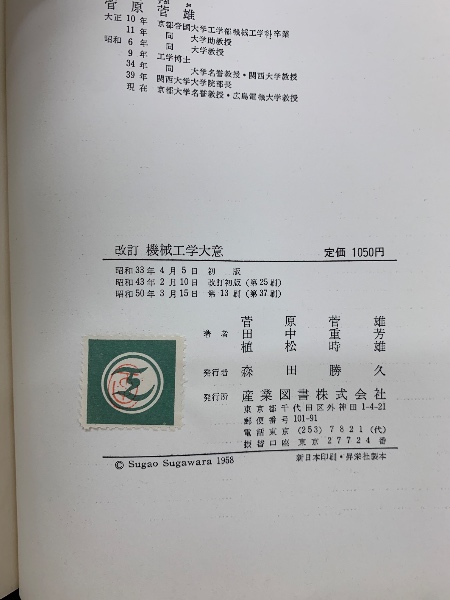 菅原菅雄
大正10年 京都帝国大学工学部機械工学科卒業
11年 同 大学助教授
昭和 6年 同 大学教授
9年 工学博士
34年 同 大学名誉教授・関西大学教授
39年 関西大学大学院部長
現在 京都大学名誉教授・広島電機大学教授
改訂 機械工学大意 定価 1050円
昭和33年4月5日 初版
昭和43年2月10日 改訂初版(第25刷)
昭和50年3月15日 第13刷(第37刷)
著者 菅原菅雄
田中重芳
植松時雄
発行者 森田勝久
発行所 産業図書株式会社
東京都千代田区外神田1-4-21
郵便番号 101-91
電話東京(253)7821(代)
振替口座東京27724番
© Sugao Sugawara 1958 新日本印刷・昇栄社製本